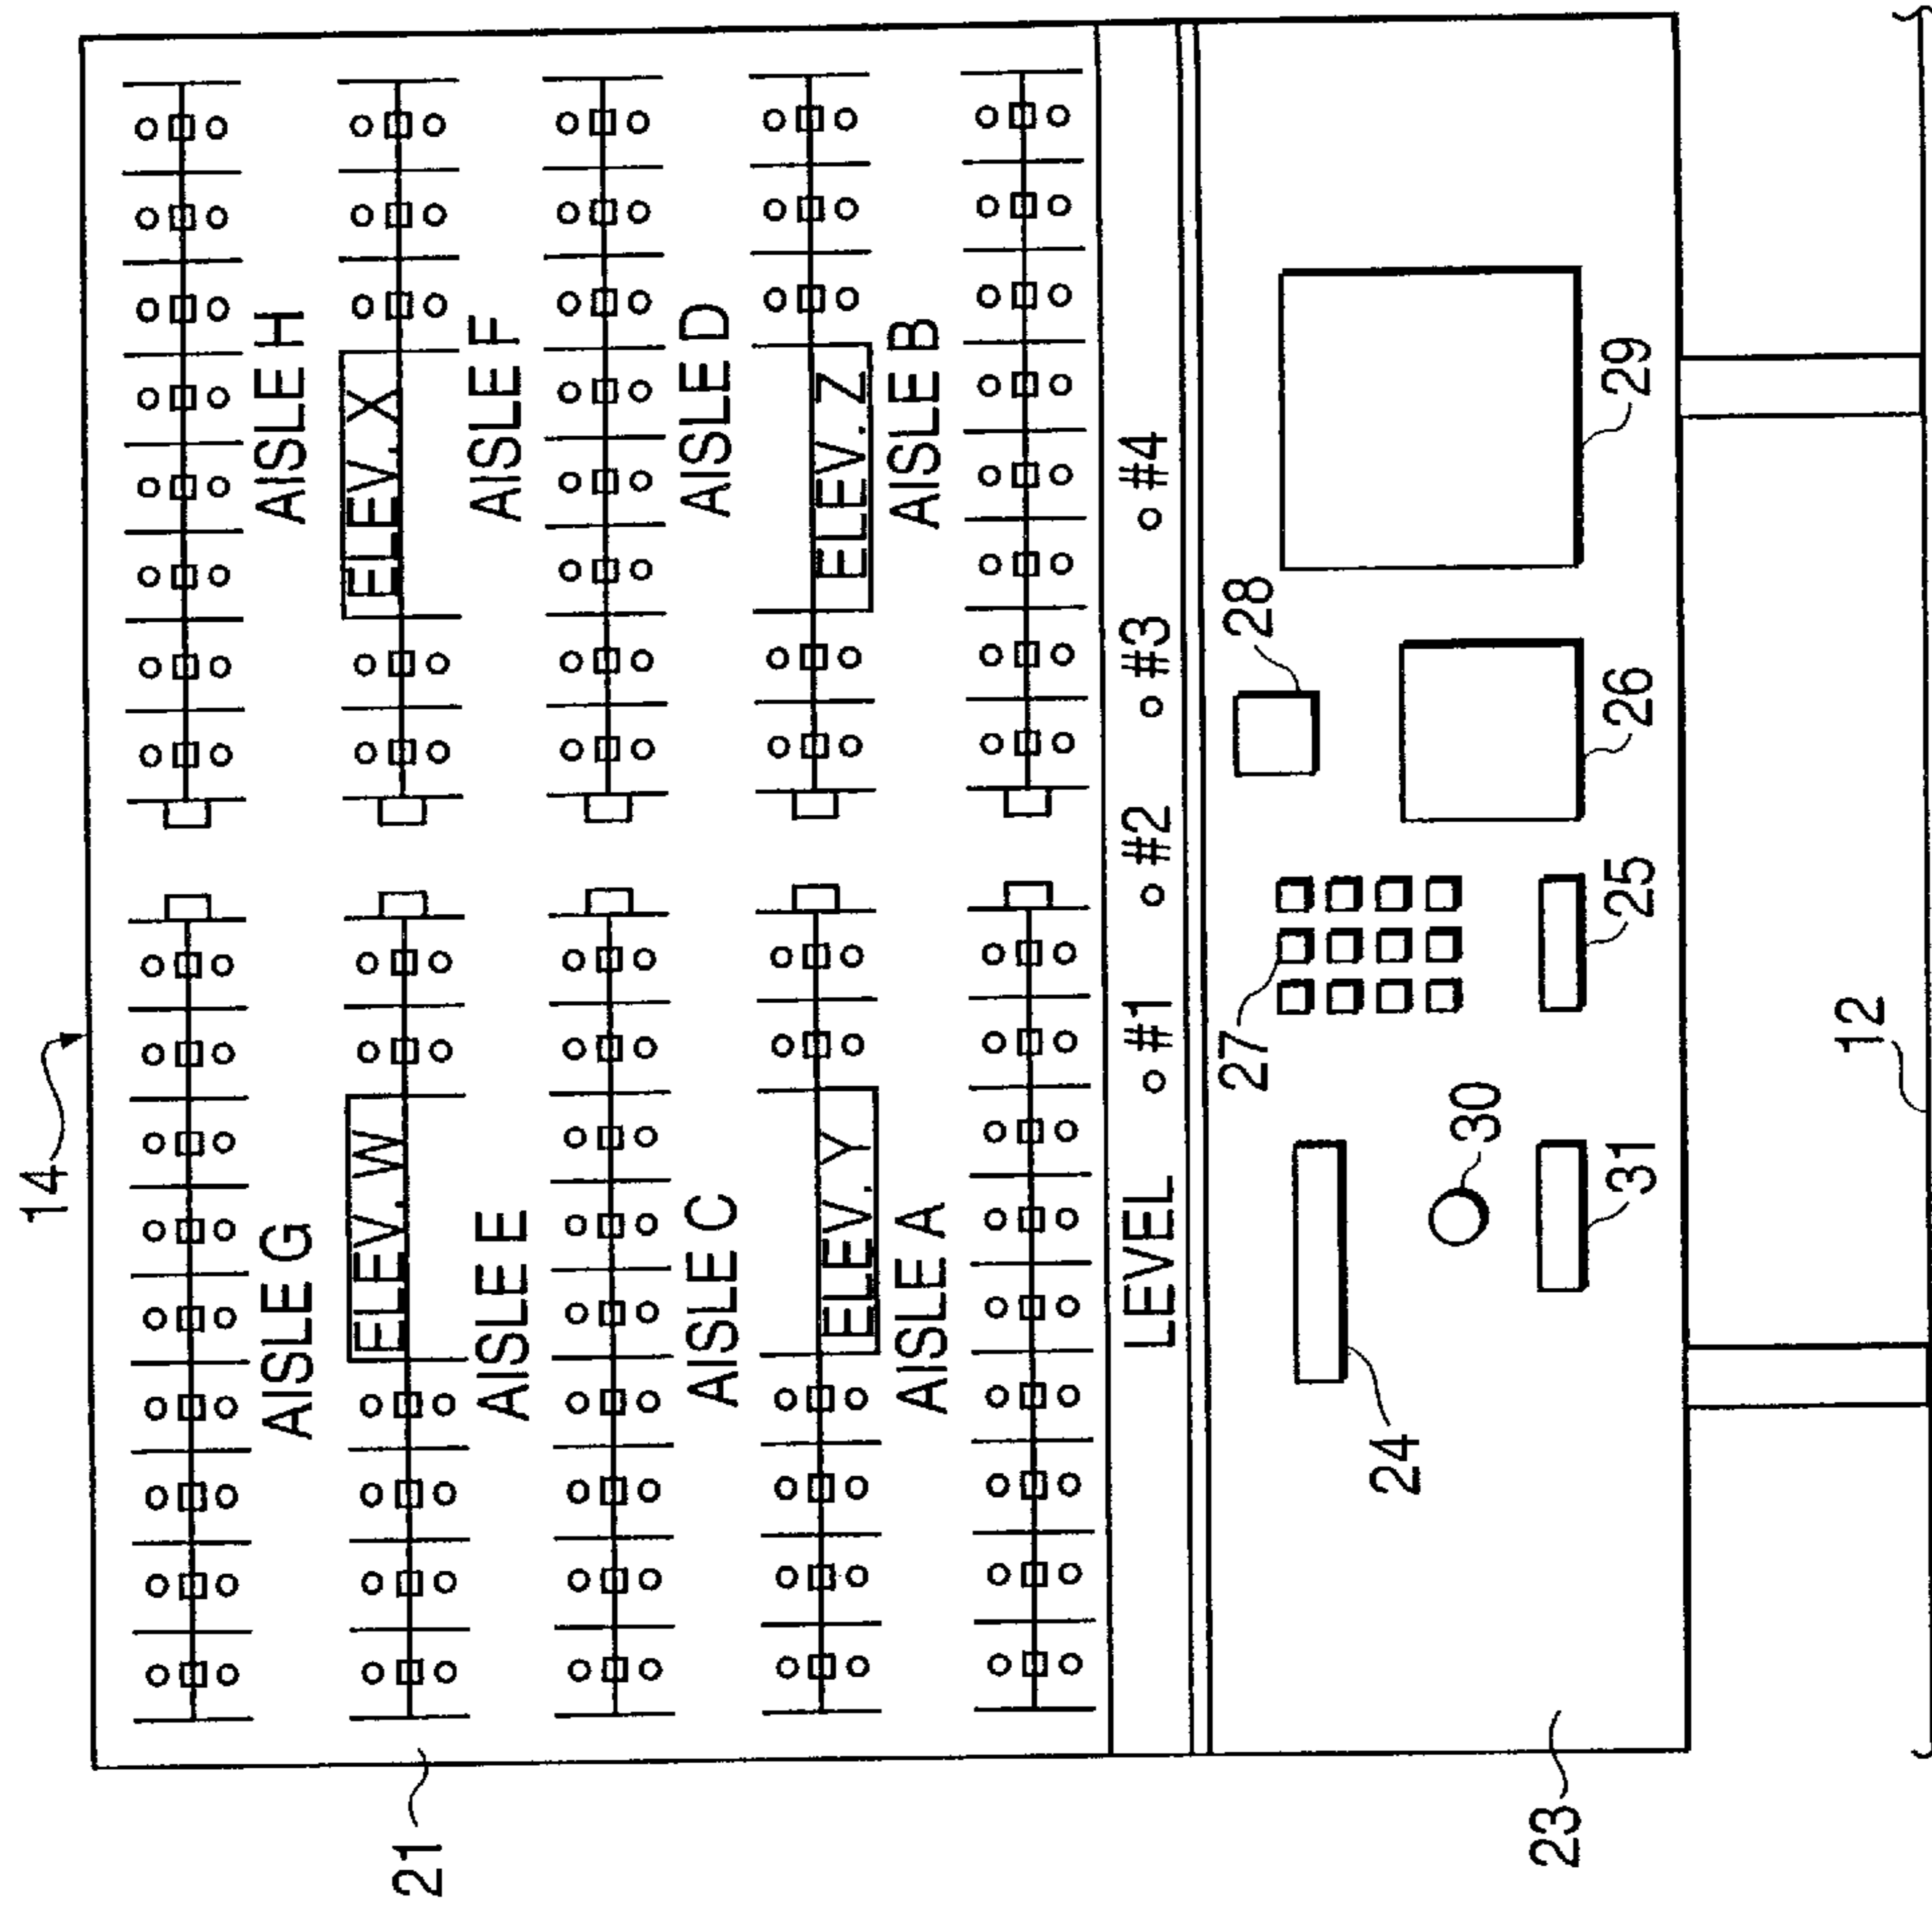 14
21
AISLE G
AISLE H
ELEV. W
ELEV. X
AISLE E
AISLE F
AISLE C
AISLE D
ELEV. Y
ELEV. Z
AISLE A
AISLE B
LEVEL #1 #2 #3 #4
27
28
24
30
31
25
26
29
23
12